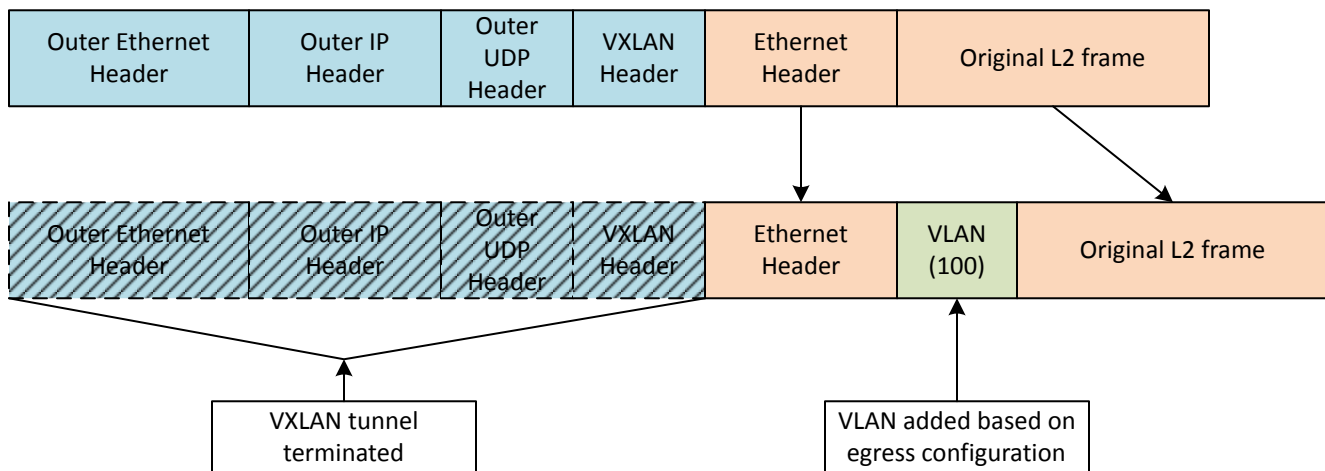 Outer Ethernet
Header
Outer IP
Header
Outer
UDP
Header
VXLAN
Header
Ethernet
Header
Original L2 frame
Outer Ethernet
Header
Outer IP
Header
Outer
UDP
Header
VXLAN
Header
Ethernet
Header
VLAN
(100)
Original L2 frame
VXLAN tunnel
terminated
VLAN added based on
egress configuration